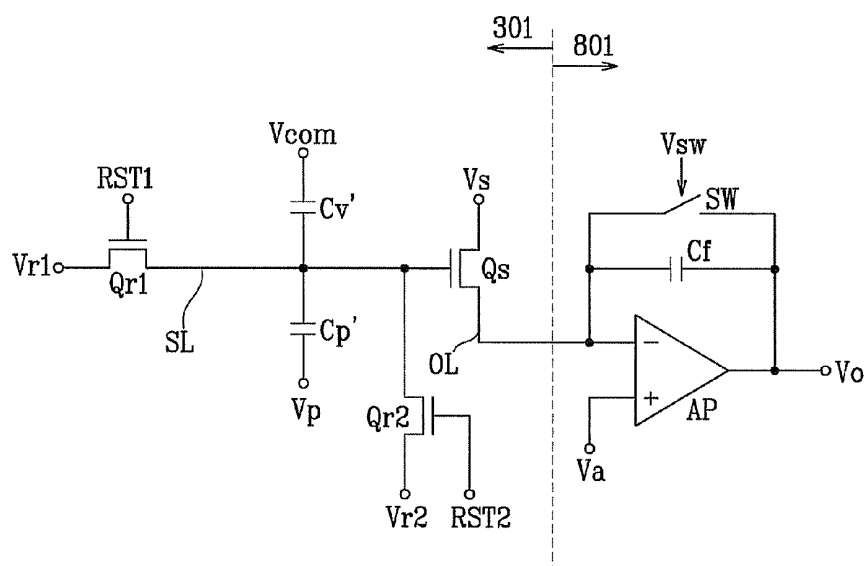 301
801
Vcom
Vsw
RST1
Cv'
Vs
SW
Vr1
Qr1
Qs
Cf
SL
Cp'
OL
Vp
Qr2
AP
Vo
Va
Vr2
RST2
−
+